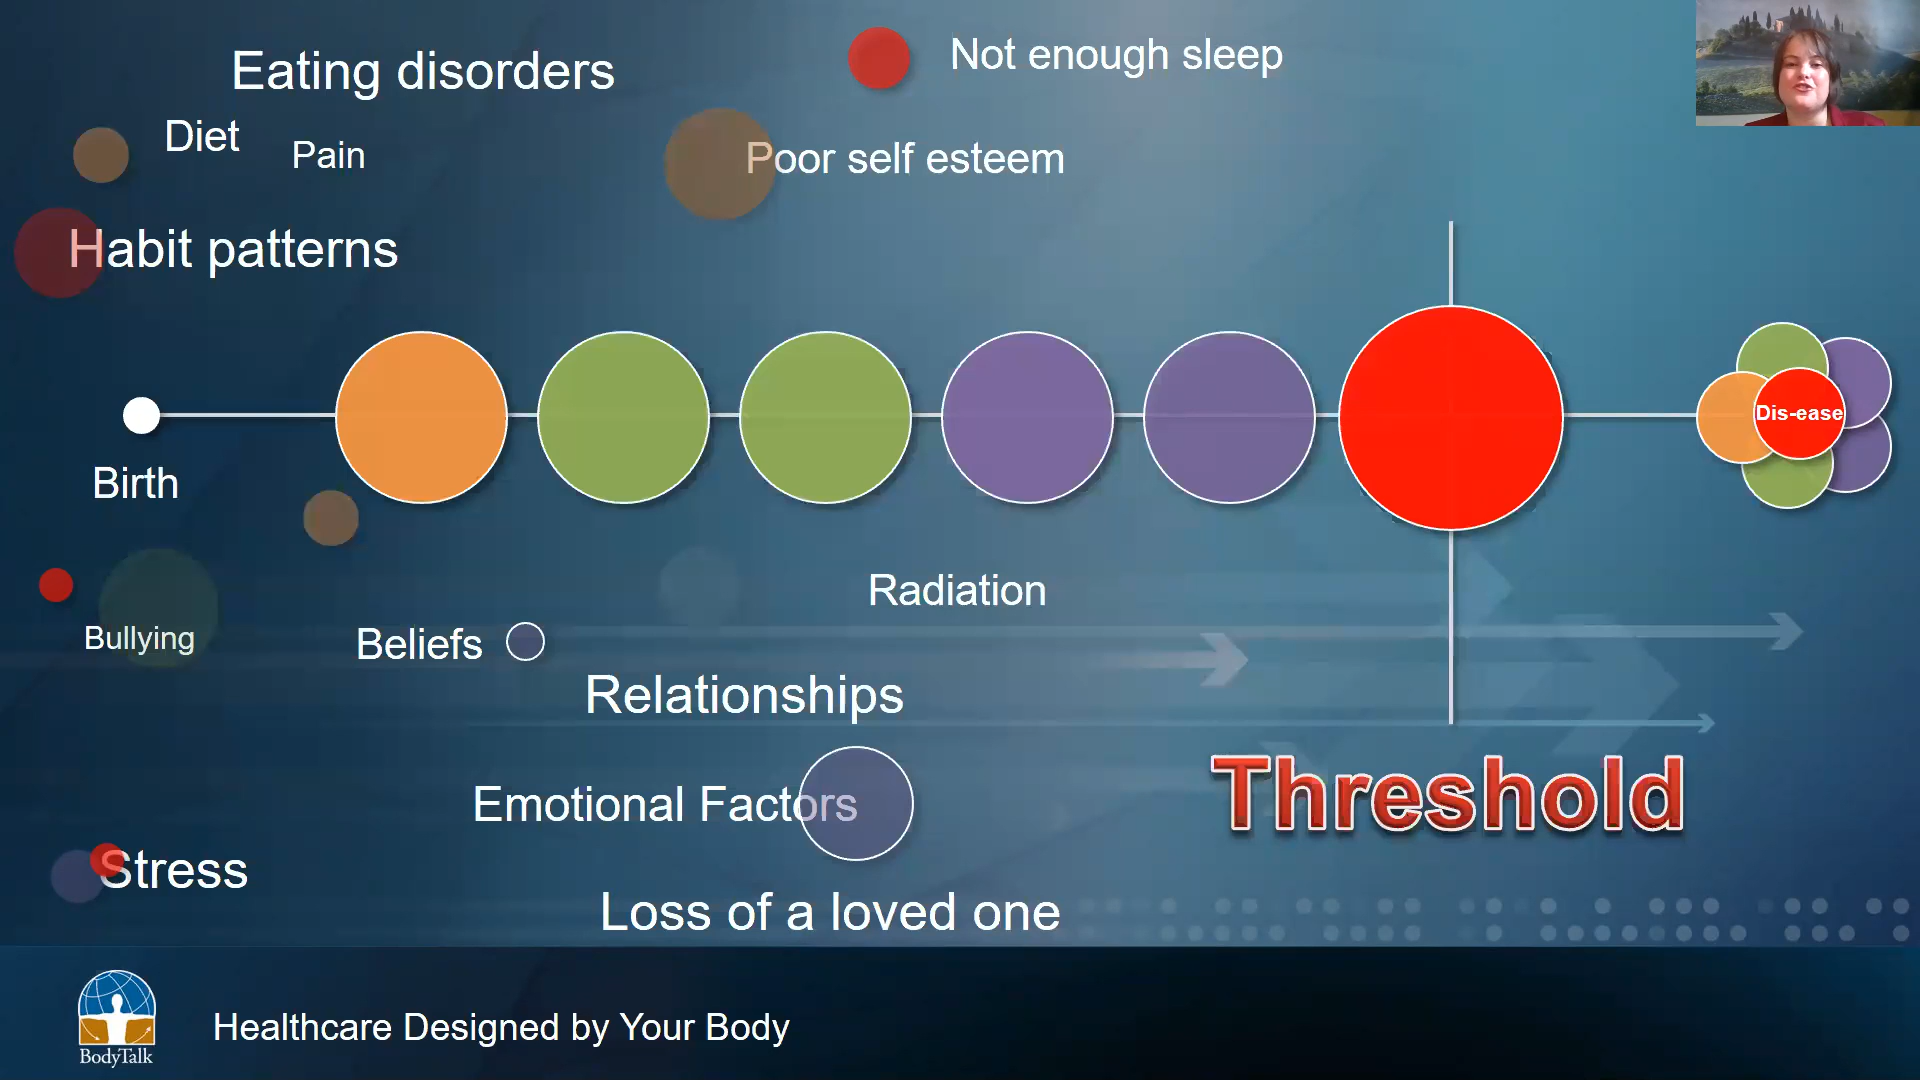 Eating disorders
Not enough sleep
Diet
Pain
Poor self esteem
Habit patterns
Dis-ease
Birth
Radiation
Bullying
Beliefs
Relationships
Emotional Factors
Threshold
Stress
Loss of a loved one
Healthcare Designed by Your Body
BodyTalk